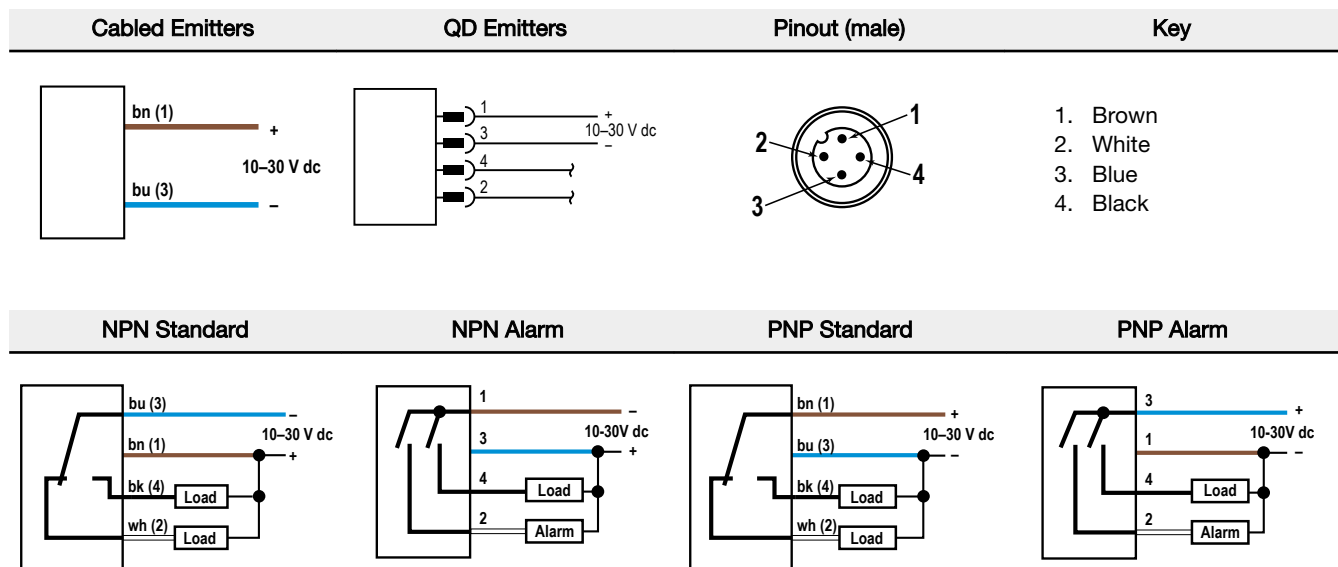 Cabled Emitters
QD Emitters
Pinout (male)
Key
bn (1)
+
10–30 V dc
bu (3)
–
1
+
10–30 V dc
3
–
4
2
1
2
4
3
1. Brown
2. White
3. Blue
4. Black
NPN Standard
NPN Alarm
PNP Standard
PNP Alarm
bu (3)
–
10–30 V dc
bn (1)
+
bk (4)
Load
wh (2)
Load
1
–
10-30V dc
3
+
4
Load
2
Alarm
bn (1)
+
10–30 V dc
bu (3)
–
bk (4)
Load
wh (2)
Load
3
+
10-30V dc
1
–
4
Load
2
Alarm